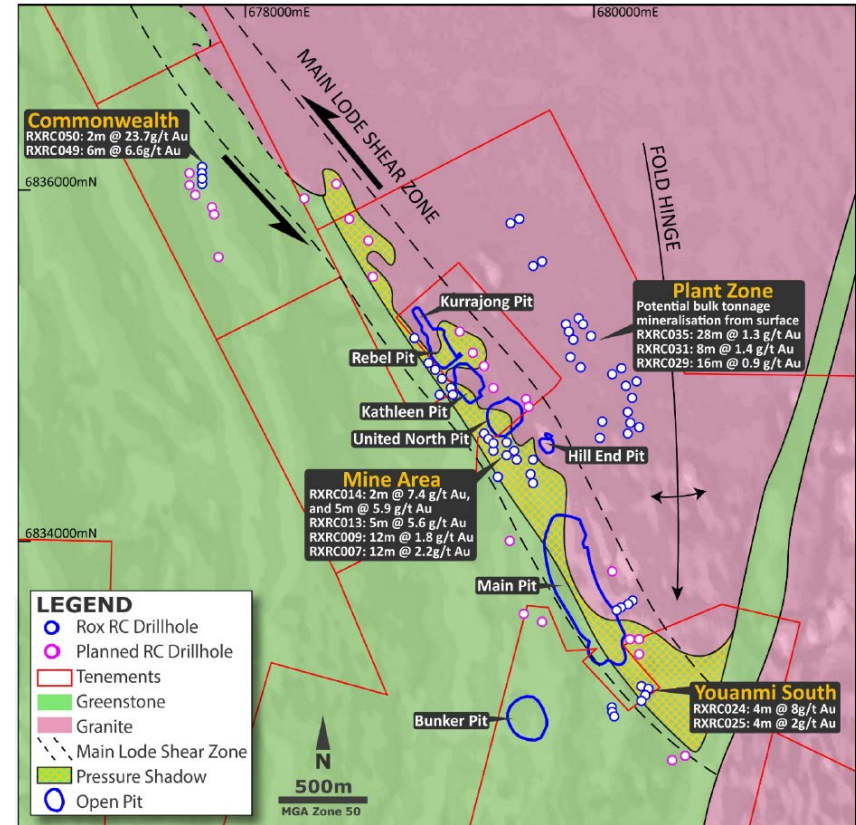 678000mE
680000mE
6836000mN
6834000mN
MAIN LODE SHEAR ZONE
FOLD HINGE
Commonwealth
RXRC050: 2m @ 23.7g/t Au
RXRC049: 6m @ 6.6g/t Au
Plant Zone
Potential bulk tonnage
mineralisation from surface
RXRC035: 28m @ 1.3 g/t Au
RXRC031: 8m @ 1.4 g/t Au
RXRC029: 16m @ 0.9 g/t Au
Kurrajong Pit
Rebel Pit
Kathleen Pit
United North Pit
Hill End Pit
Mine Area
RXRC014: 2m @ 7.4 g/t Au,
and 5m @ 5.9 g/t Au
RXRC013: 5m @ 5.6 g/t Au
RXRC009: 12m @ 1.8 g/t Au
RXRC007: 12m @ 2.2g/t Au
Main Pit
Bunker Pit
Youanmi South
RXRC024: 4m @ 8g/t Au
RXRC025: 4m @ 2g/t Au
LEGEND
Rox RC Drillhole
Planned RC Drillhole
Tenements
Greenstone
Granite
Main Lode Shear Zone
Pressure Shadow
Open Pit
N
500m
MGA Zone 50